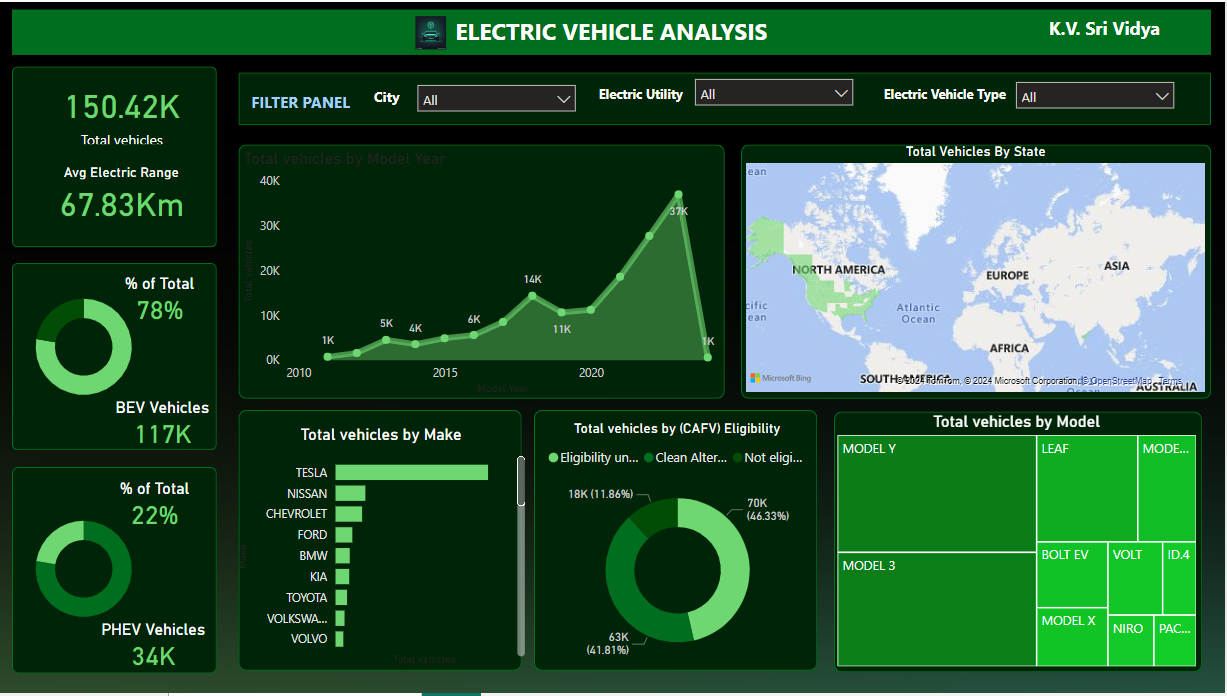 ELECTRIC VEHICLE ANALYSIS
K.V. Sri Vidya
150.42K
Total vehicles
Avg Electric Range
67.83Km
FILTER PANEL
City
All
Electric Utility
All
Electric Vehicle Type
All
% of Total
78%
BEV Vehicles
117K
% of Total
22%
PHEV Vehicles
34K
Total vehicles by Model Year
Total vehicles
40K
30K
20K
10K
0K
1K
5K
4K
6K
14K
11K
37K
1K
2010
2015
2020
Model Year
Total Vehicles By State
ean
NORTH AMERICA
EUROPE
ASIA
cific
ean
Atlantic
Ocean
AFRICA
SOUTH AMERICA
AUSTRALIA
Microsoft Bing
© 2024 TomTom, © 2024 Microsoft Corporation, © OpenStreetMap Terms
Total vehicles by Make
Make
TESLA
NISSAN
CHEVROLET
FORD
BMW
KIA
TOYOTA
VOLKSWA...
VOLVO
Total vehicles
Total vehicles by (CAFV) Eligibility
Eligibility un... Clean Alter... Not eligi...
18K (11.86%)
70K
(46.33%)
63K
(41.81%)
Total vehicles by Model
MODEL Y
LEAF
MODE...
MODEL 3
BOLT EV
VOLT
ID.4
MODEL X
NIRO
PAC...